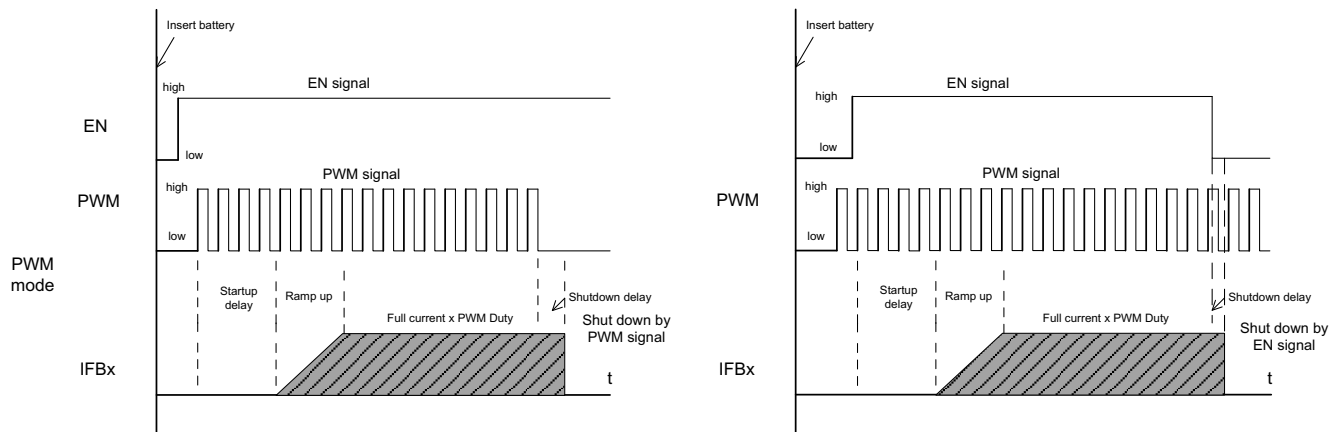 Insert battery
EN signal
high
EN
low
PWM signal
high
PWM
low
PWM
mode
Startup
delay
Ramp up
Full current x PWM Duty
Shutdown delay
Shut down by
PWM signal
IFBx
t
Insert battery
EN signal
high
low
PWM signal
high
PWM
low
Startup
delay
Ramp up
Full current x PWM Duty
Shutdown delay
Shut down by
EN signal
IFBx
t